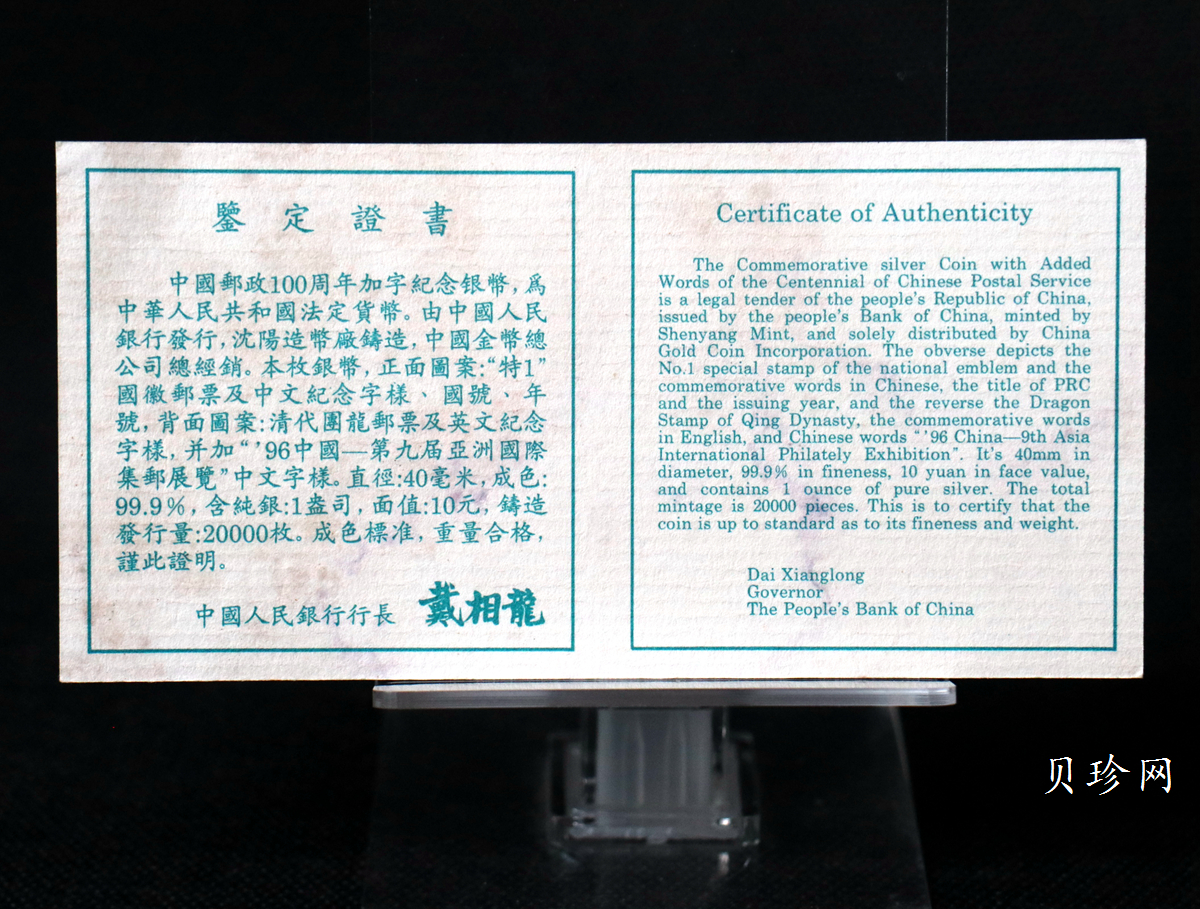 鑒定證書
中國郵政100周年加字紀念银幣，爲
中華人民共和國法定貨幣。由中國人民
銀行發行，沈陽造幣廠鑄造，中國金幣總
公司總經銷。本枚銀幣，正面圖案：“特1”
國徽郵票及中文紀念字樣、國號、年
號，背面圖案：清代團龍郵票及英文紀念
字樣，并加“’96中國—第九届亞洲國際
集郵展覽”中文字樣。直徑：40毫米，成色：
99.9%，含純銀：1盎司，面值：10元，鑄造
發行量：20000枚。成色標准，重量合格，
謹此證明。
中國人民銀行行長 戴相龍
Certificate of Authenticity
The Commemorative silver Coin with Added
Words of the Centennial of Chinese Postal Service
is a legal tender of the people's Republic of China,
issued by the people's Bank of China, minted by
Shenyang Mint, and solely distributed by China
Gold Coin Incorporation. The obverse depicts the
No.1 special stamp of the national emblem and the
commemorative words in Chinese, the title of PRC
and the issuing year, and the reverse the Dragon
Stamp of Qing Dynasty, the commemorative words
in English, and Chinese words “'96 China—9th Asia
International Philately Exhibition”. It's 40mm in
diameter, 99.9% in fineness, 10 yuan in face value,
and contains 1 ounce of pure silver. The total
mintage is 20000 pieces. This is to certify that the
coin is up to standard as to its fineness and weight.
Dai Xianglong
Governor
The People's Bank of China
贝珍网